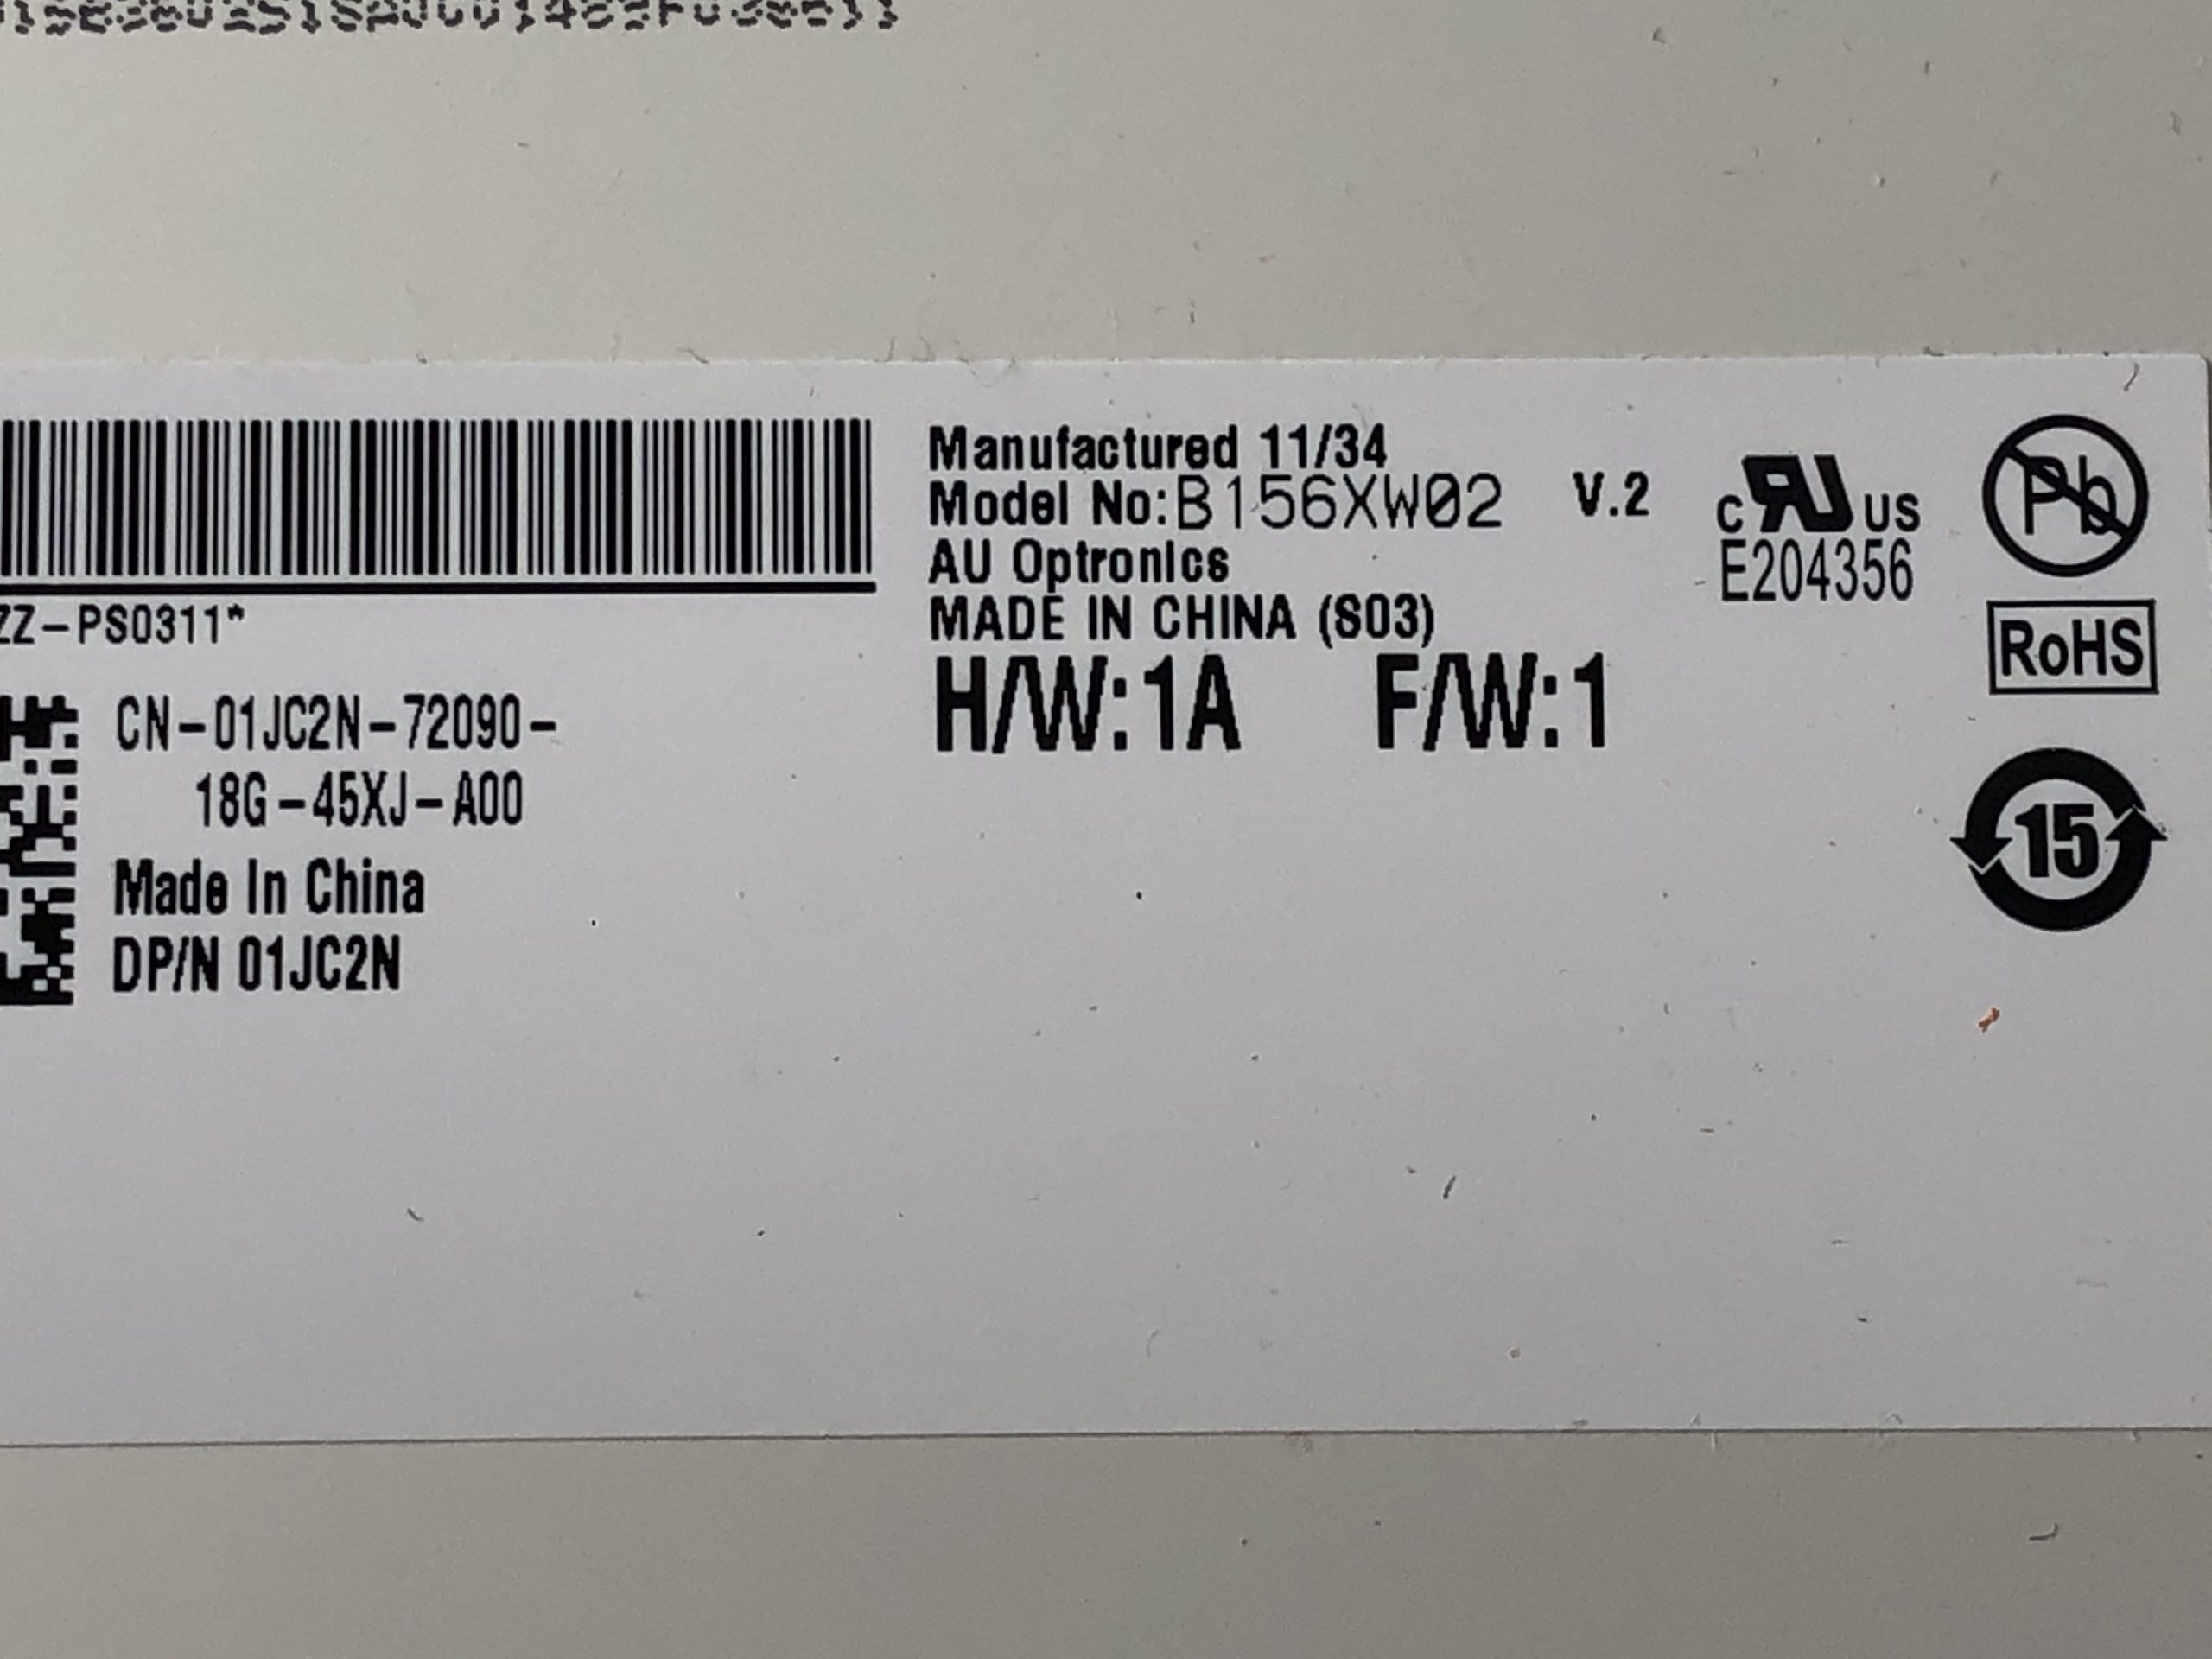 ZZ-PS0311*
CN-01JC2N-72090-
18G-45XJ-A00
Made In China
DP/N 01JC2N
Manufactured 11/34
Model No:B156XW02 V.2
AU Optronics
MADE IN CHINA (S03)
H/W:1A F/W:1
c RU US
E204356
Pb
RoHS
15